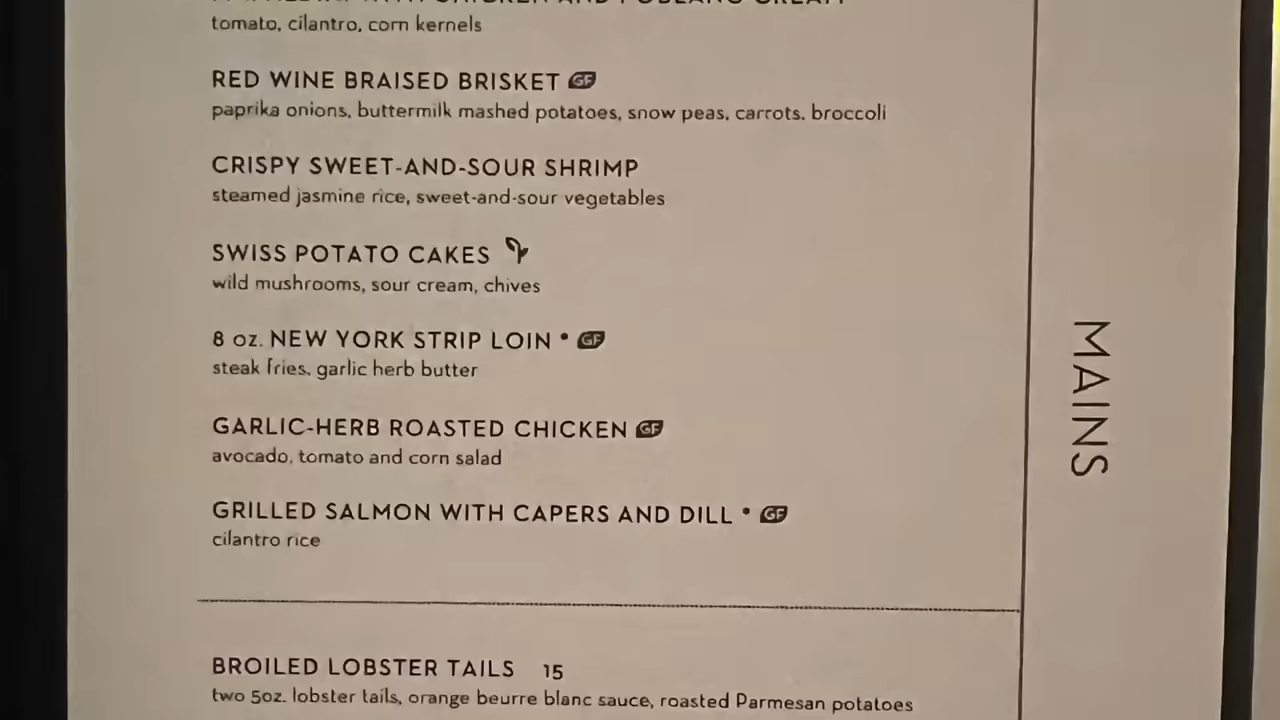 tomato, cilantro, corn kernels
RED WINE BRAISED BRISKET GF
paprika onions, buttermilk mashed potatoes, snow peas, carrots, broccoli
CRISPY SWEET-AND-SOUR SHRIMP
steamed jasmine rice, sweet-and-sour vegetables
SWISS POTATO CAKES
wild mushrooms, sour cream, chives
8 oz. NEW YORK STRIP LOIN * GF
steak fries, garlic herb butter
GARLIC-HERB ROASTED CHICKEN GF
avocado, tomato and corn salad
GRILLED SALMON WITH CAPERS AND DILL * GF
cilantro rice
BROILED LOBSTER TAILS 15
two 5oz. lobster tails, orange beurre blanc sauce, roasted Parmesan potatoes
MAINS